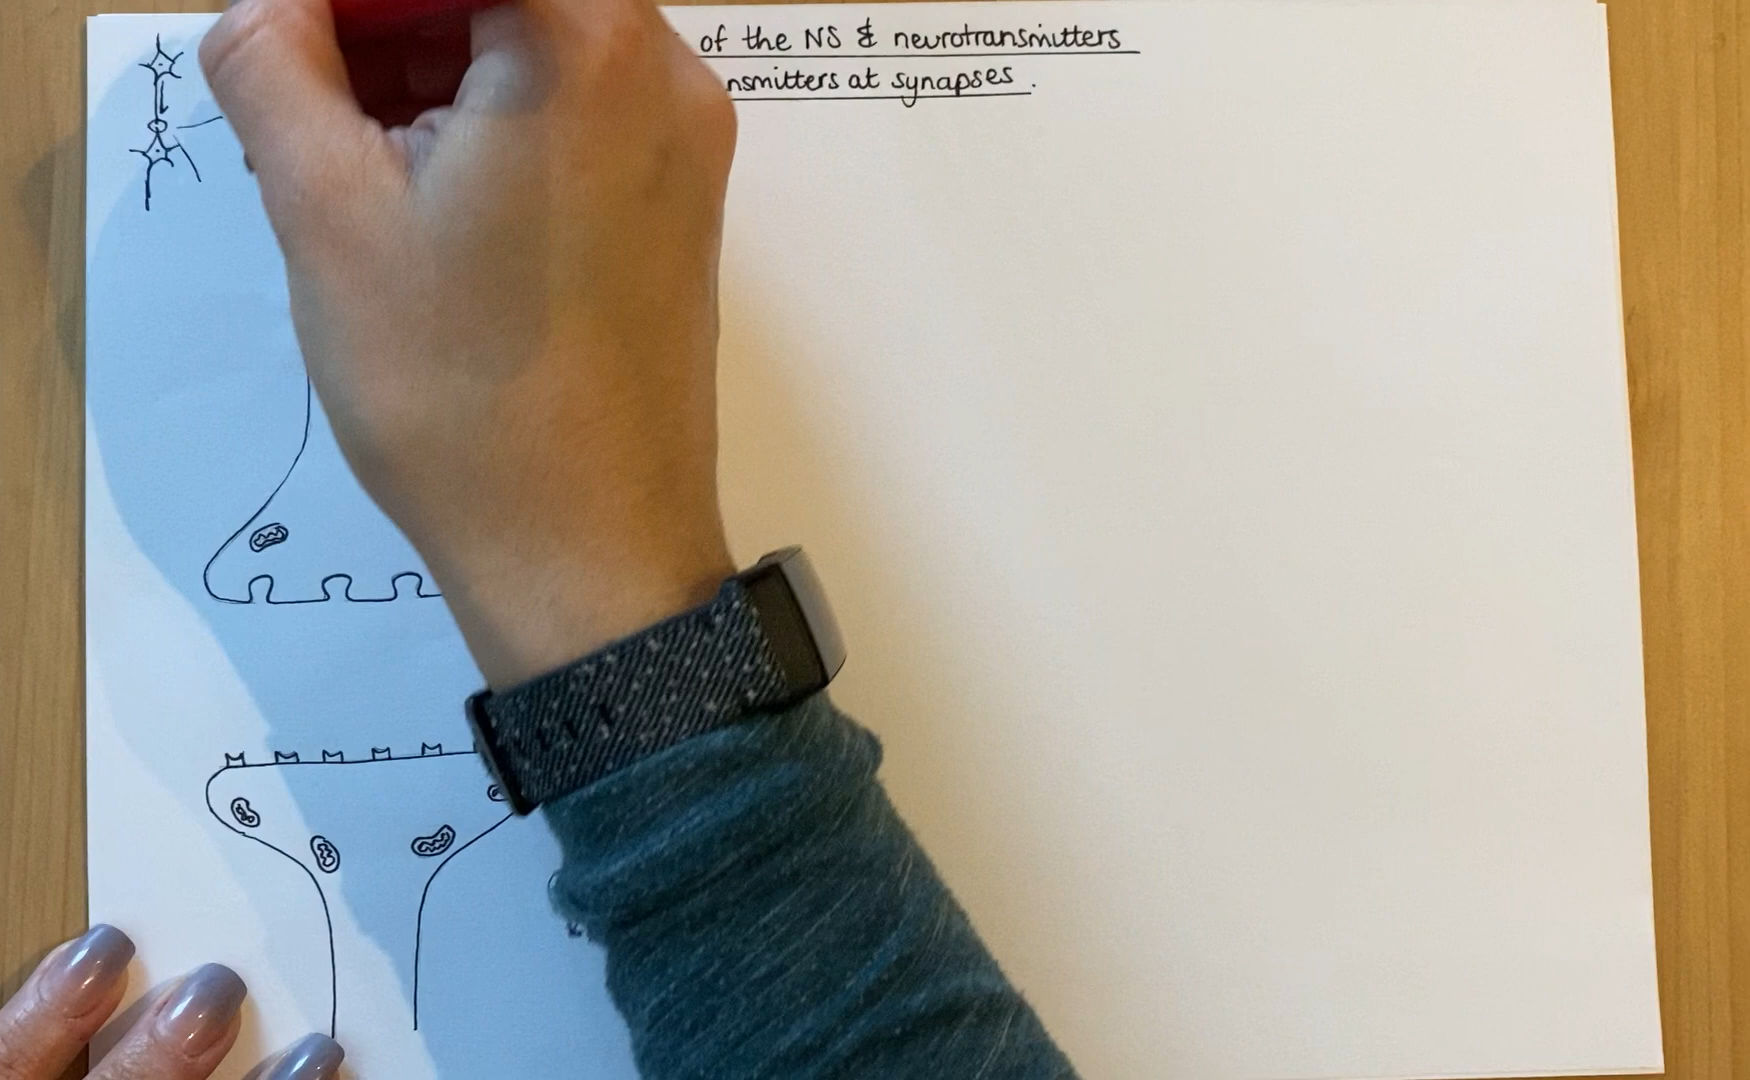 of the NS & neurotransmitters
nsmitters at synapses.